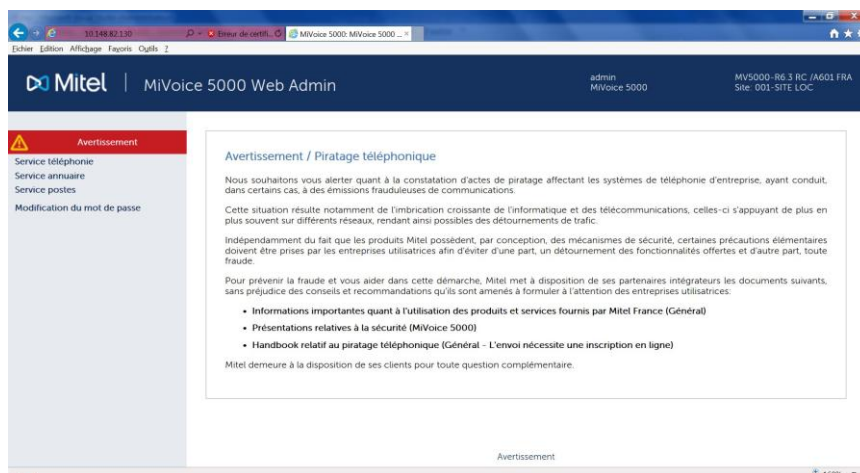 10.148.82.130
Erreur de certifi...
MiVoice 5000: MiVoice 5000 ...
Fichier Edition Affichage Favoris Outils ?
Mitel | MiVoice 5000 Web Admin
admin
MiVoice 5000
MV5000-R6.3 RC /A601 FRA
Site: 001-SITE LOC
Avertissement
Service téléphonie
Service annuaire
Service postes
Modification du mot de passe
Avertissement / Piratage téléphonique
Nous souhaitons vous alerter quant à la constatation d'actes de piratage affectant les systèmes de téléphonie d'entreprise, ayant conduit,
dans certains cas, à des émissions frauduleuses de communications.
Cette situation résulte notamment de l'imbrication croissante de l'informatique et des télécommunications, celles-ci s'appuyant de plus en
plus souvent sur différents réseaux, rendant ainsi possibles des détournements de trafic.
Indépendamment du fait que les produits Mitel possèdent, par conception, des mécanismes de sécurité, certaines précautions élémentaires
doivent être prises par les entreprises utilisatrices afin d'éviter d'une part, un détournement des fonctionnalités offertes et d'autre part, toute
fraude.
Pour prévenir la fraude et vous aider dans cette démarche, Mitel met à disposition de ses partenaires intégrateurs les documents suivants,
sans préjudice des conseils et recommandations qu'ils sont amenés à formuler à l'attention des entreprises utilisatrices:
• Informations importantes quant à l'utilisation des produits et services fournis par Mitel France (Général)
• Présentations relatives à la sécurité (MiVoice 5000)
• Handbook relatif au piratage téléphonique (Général - L'envoi nécessite une inscription en ligne)
Mitel demeure à la disposition de ses clients pour toute question complémentaire.
Avertissement